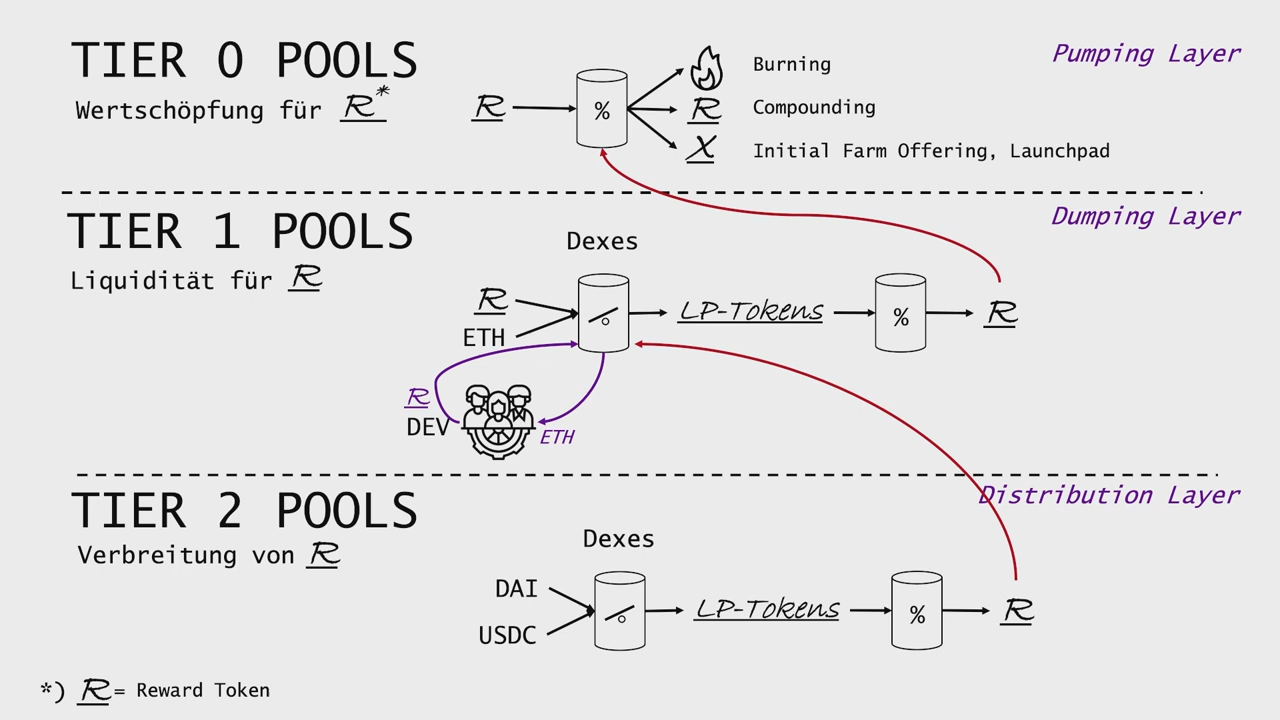 TIER 0 POOLS
Pumping Layer
Wertschöpfung für R*
R
%
Burning
R Compounding
X Initial Farm Offering, Launchpad
TIER 1 POOLS
Dumping Layer
Liquidität für R
Dexes
R
ETH
LP-Tokens
%
R
R
DEV
ETH
TIER 2 POOLS
Distribution Layer
Verbreitung von R
Dexes
DAI
USDC
LP-Tokens
%
R
*) R = Reward Token